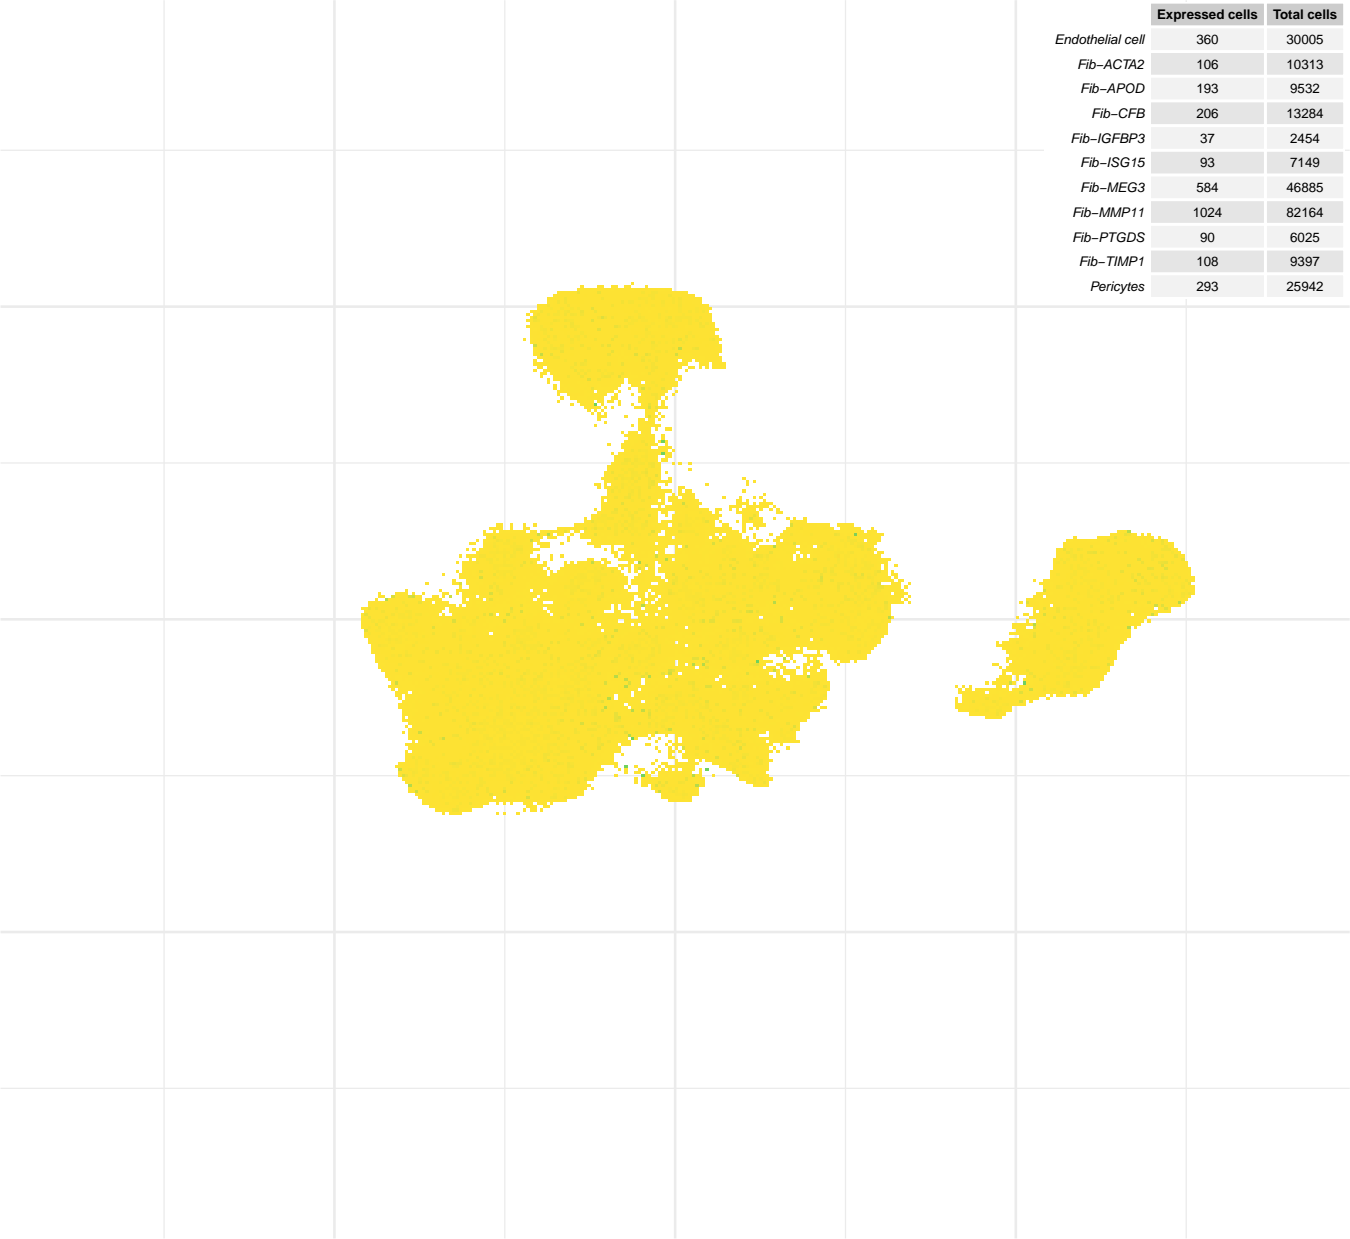 Expressed cells Total cells
Endothelial cell 360 30005
Fib−ACTA2 106 10313
Fib−APOD 193 9532
Fib−CFB 206 13284
Fib−IGFBP3 37 2454
Fib−ISG15 93 7149
Fib−MEG3 584 46885
Fib−MMP11 1024 82164
Fib−PTGDS 90 6025
Fib−TIMP1 108 9397
Pericytes 293 25942